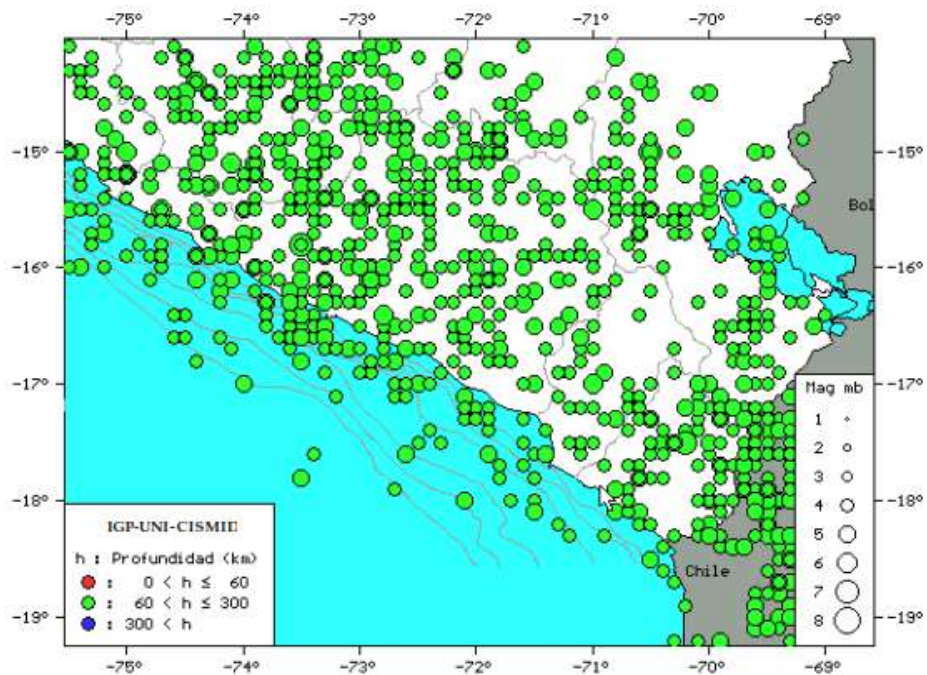 -75° -74° -73° -72° -71° -70° -69°
-15°
-16°
-17°
-18°
-19°
Bol
Chile
Mag mb
1
2
3
4
5
6
7
8
IGP-UNI-CISMID
h : Profundidad (km)
: 0 < h ≤ 60
: 60 < h ≤ 300
: 300 < h
-15°
-16°
-17°
-18°
-19°
-75° -74° -73° -72° -71° -70° -69°